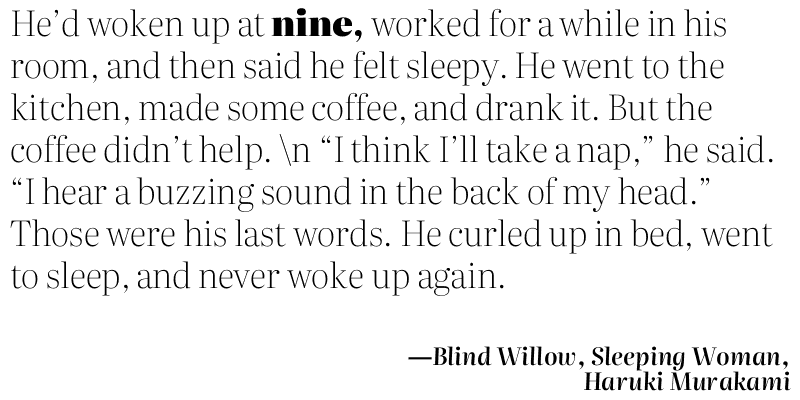 He’d woken up at nine, worked for a while in his
room, and then said he felt sleepy. He went to the
kitchen, made some coffee, and drank it. But the
coffee didn’t help. \n “I think I’ll take a nap,” he said.
“I hear a buzzing sound in the back of my head.”
Those were his last words. He curled up in bed, went
to sleep, and never woke up again.
—Blind Willow, Sleeping Woman,
Haruki Murakami